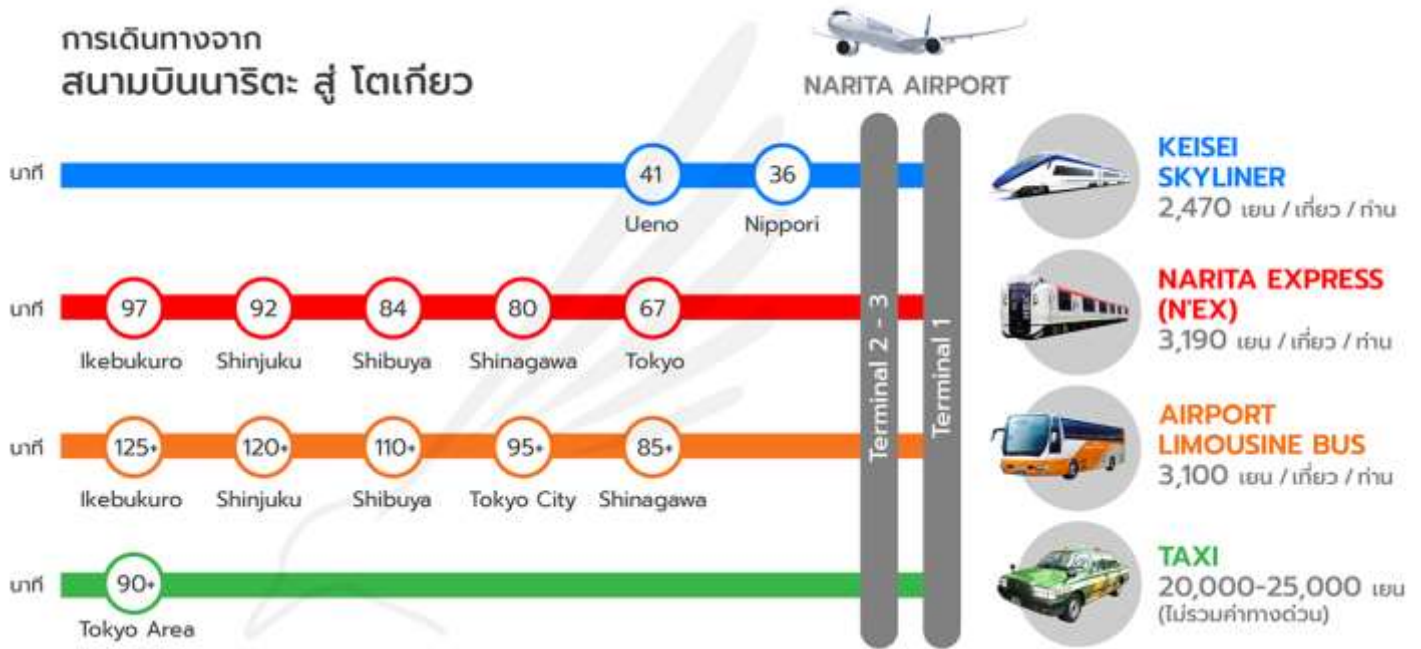 การเดินทางจาก
สนามบินนาริตะ สู่ โตเกียว
NARITA AIRPORT
นาที
41
36
Ueno
Nippori
KEISEI
SKYLINER
2,470 เยน / เที่ยว / ท่าน
นาที
97
92
84
80
67
Ikebukuro
Shinjuku
Shibuya
Shinagawa
Tokyo
NARITA EXPRESS
(N'EX)
3,190 เยน / เที่ยว / ท่าน
Terminal 2 - 3
Terminal 1
นาที
125+
120+
110+
95+
85+
Ikebukuro
Shinjuku
Shibuya
Tokyo City
Shinagawa
AIRPORT
LIMOUSINE BUS
3,100 เยน / เที่ยว / ท่าน
นาที
90+
Tokyo Area
TAXI
20,000-25,000 เยน
(ไม่รวมค่าทางด่วน)